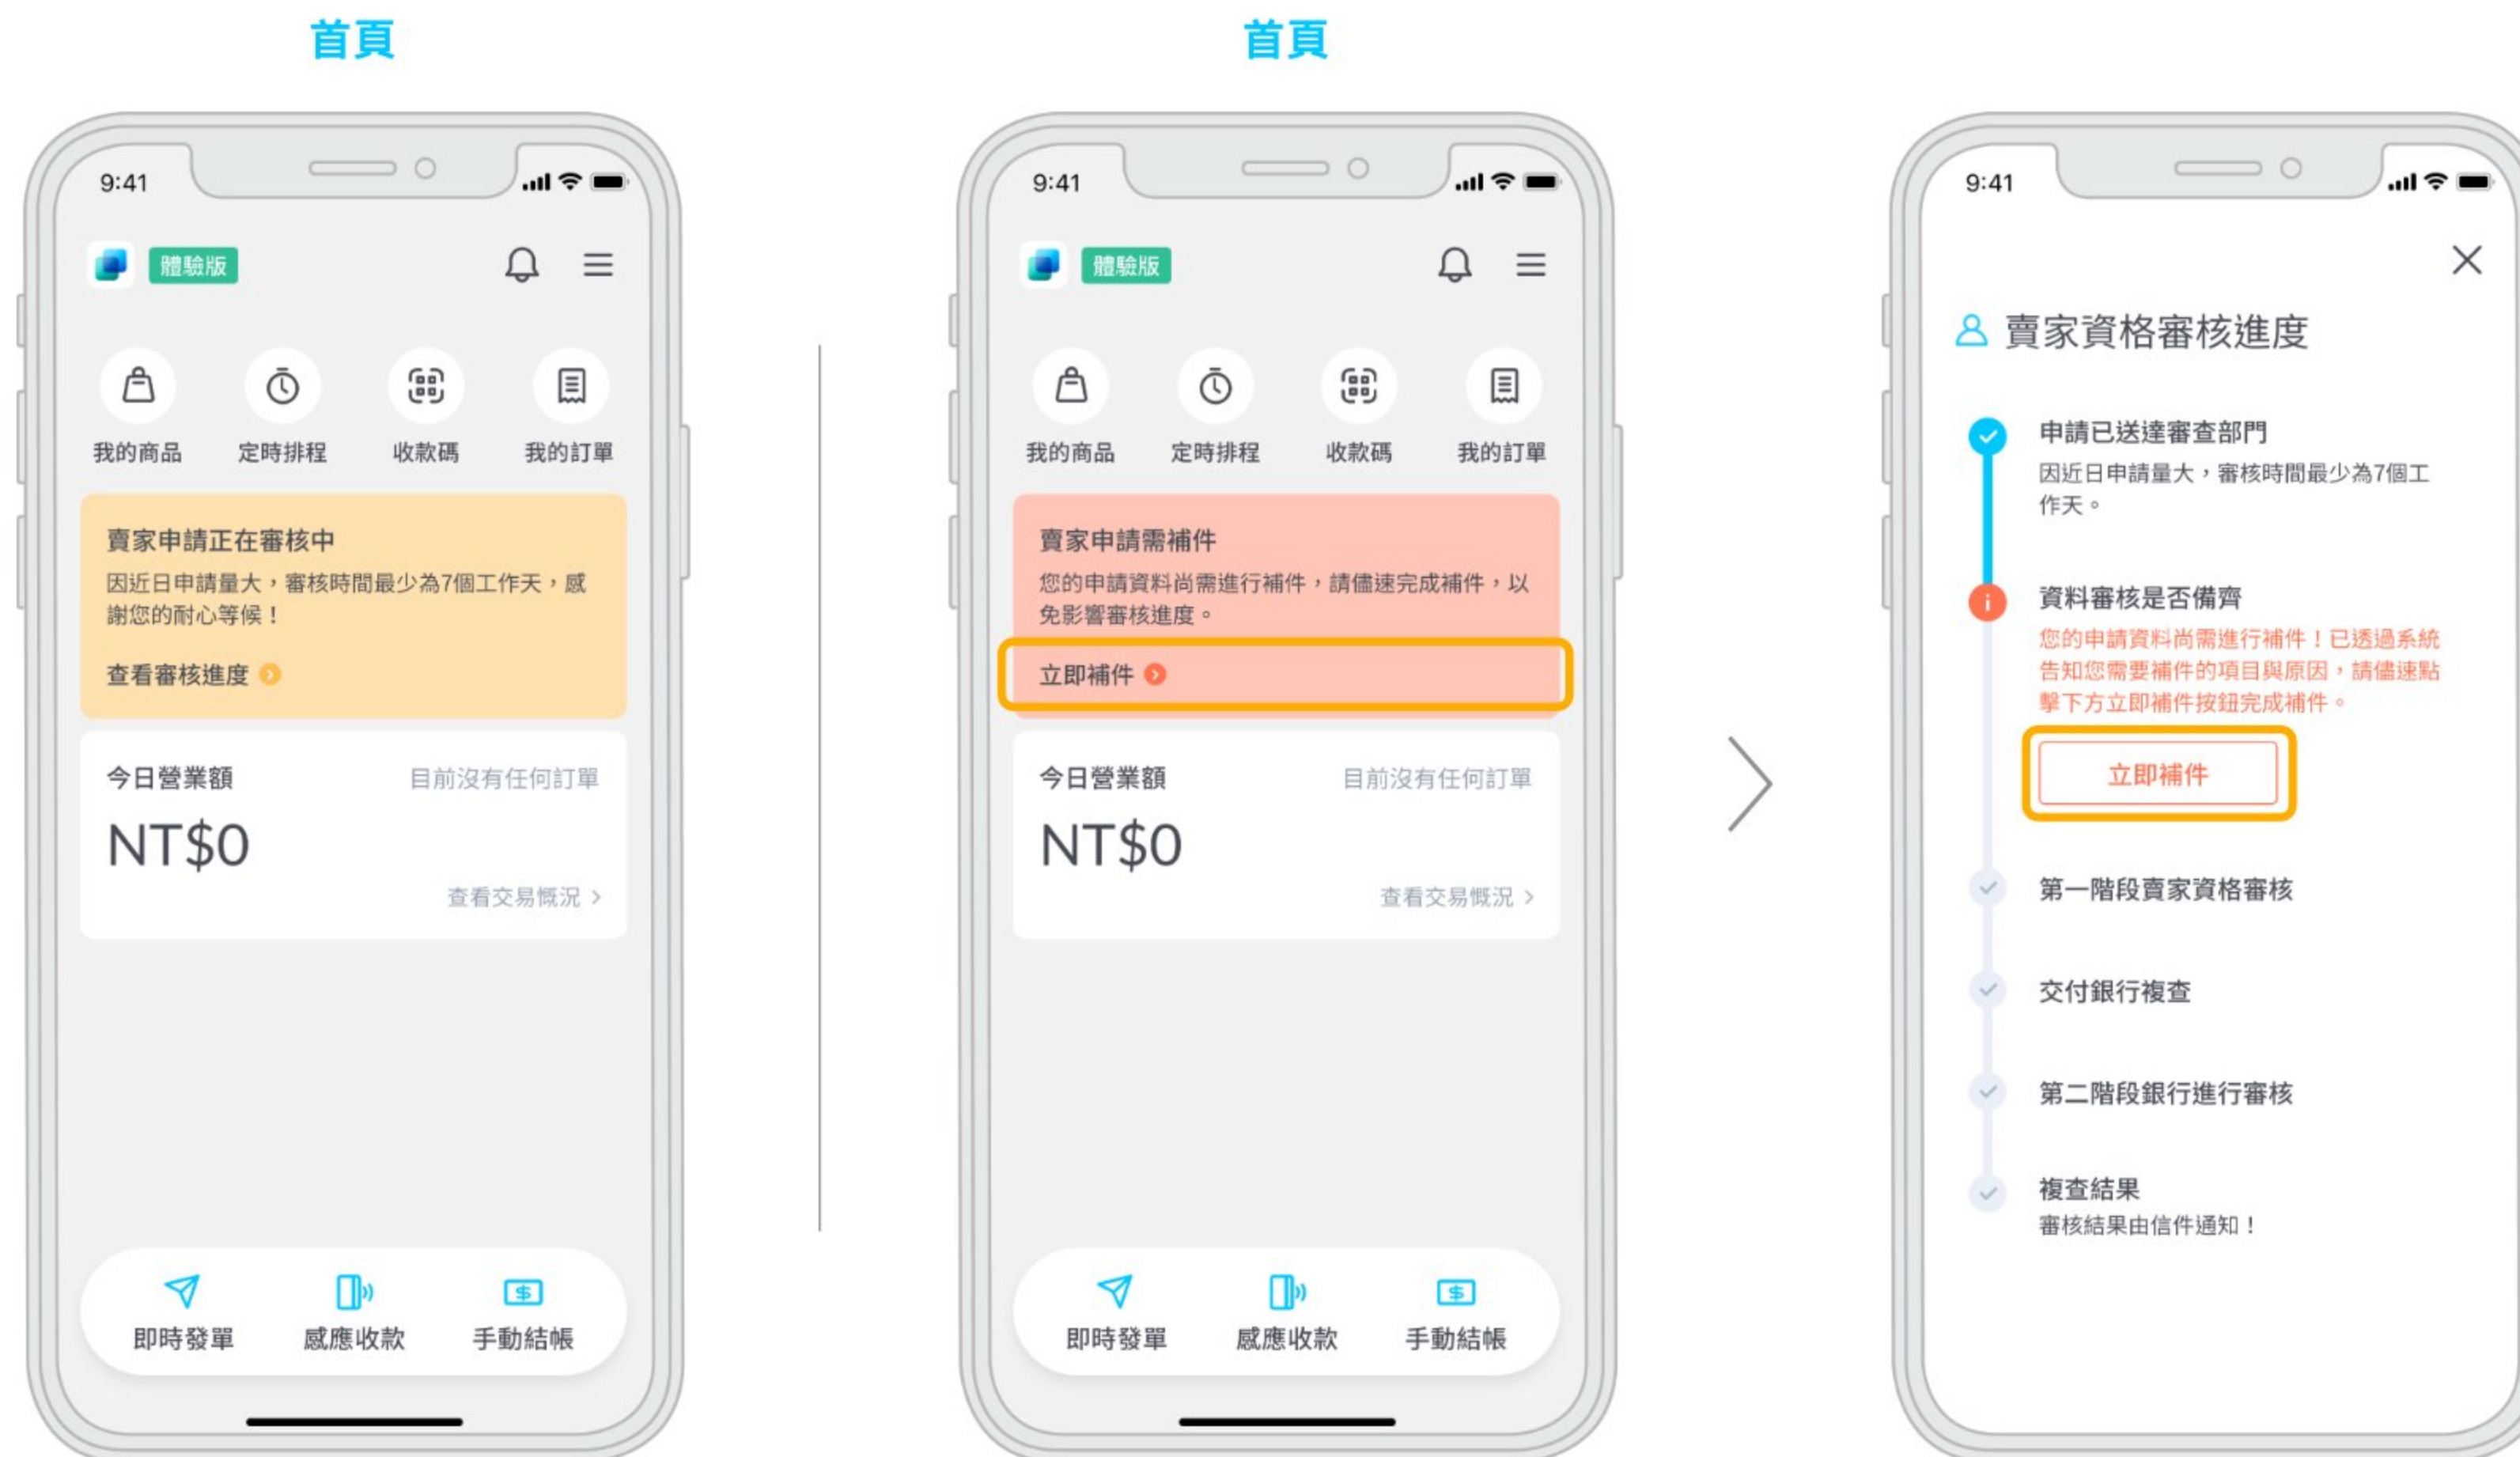 首頁
9:41
體驗版
我的商品
定時排程
收款碼
我的訂單
賣家申請正在審核中
因近日申請量大，審核時間最少為7個工作天，感
謝您的耐心等候！
查看審核進度
今日營業額
目前沒有任何訂單
NT$0
查看交易慨況
即時發單
感應收款
手動結帳
首頁
9:41
體驗版
我的商品
定時排程
收款碼
我的訂單
賣家申請需補件
您的申請資料尚需進行補件，請儘速完成補件，以
免影響審核進度。
立即補件
今日營業額
目前沒有任何訂單
NT$0
查看交易慨況
即時發單
感應收款
手動結帳
9:41
賣家資格審核進度
申請已送達審查部門
因近日申請量大，審核時間最少為7個工
作天。
資料審核是否備齊
您的申請資料尚需進行補件！已透過系統
告知您需要補件的項目與原因，請儘速點
擊下方立即補件按鈕完成補件。
立即補件
第一階段賣家資格審核
交付銀行複查
第二階段銀行進行審核
複查結果
審核結果由信件通知！